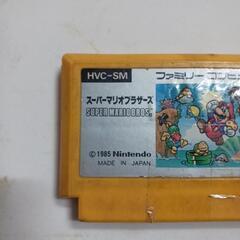 HVC-SM
ファミリーコンピ
スーパーマリオブラザーズ
SUPER MARIO BROS.
©1985 Nintendo
MADE IN JAPAN